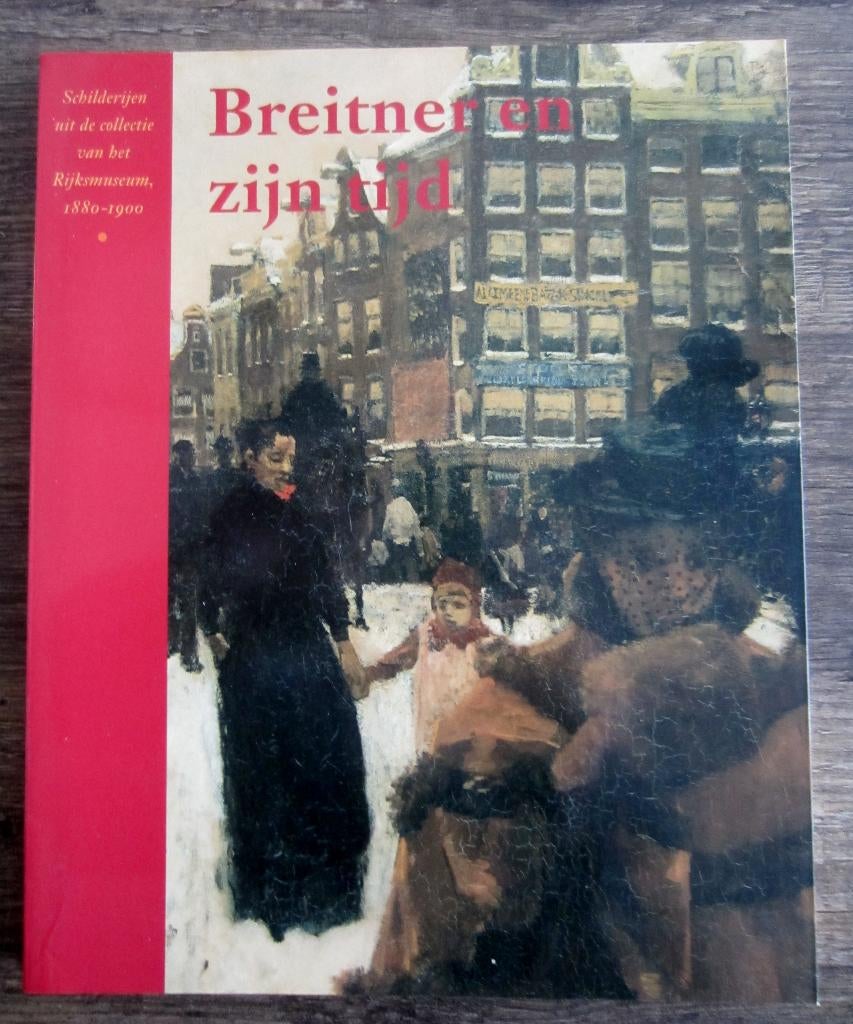 Schilderijen
uit de collectie
van het
Rijksmuseum,
1880-1900
Breitner en
zijn tijd